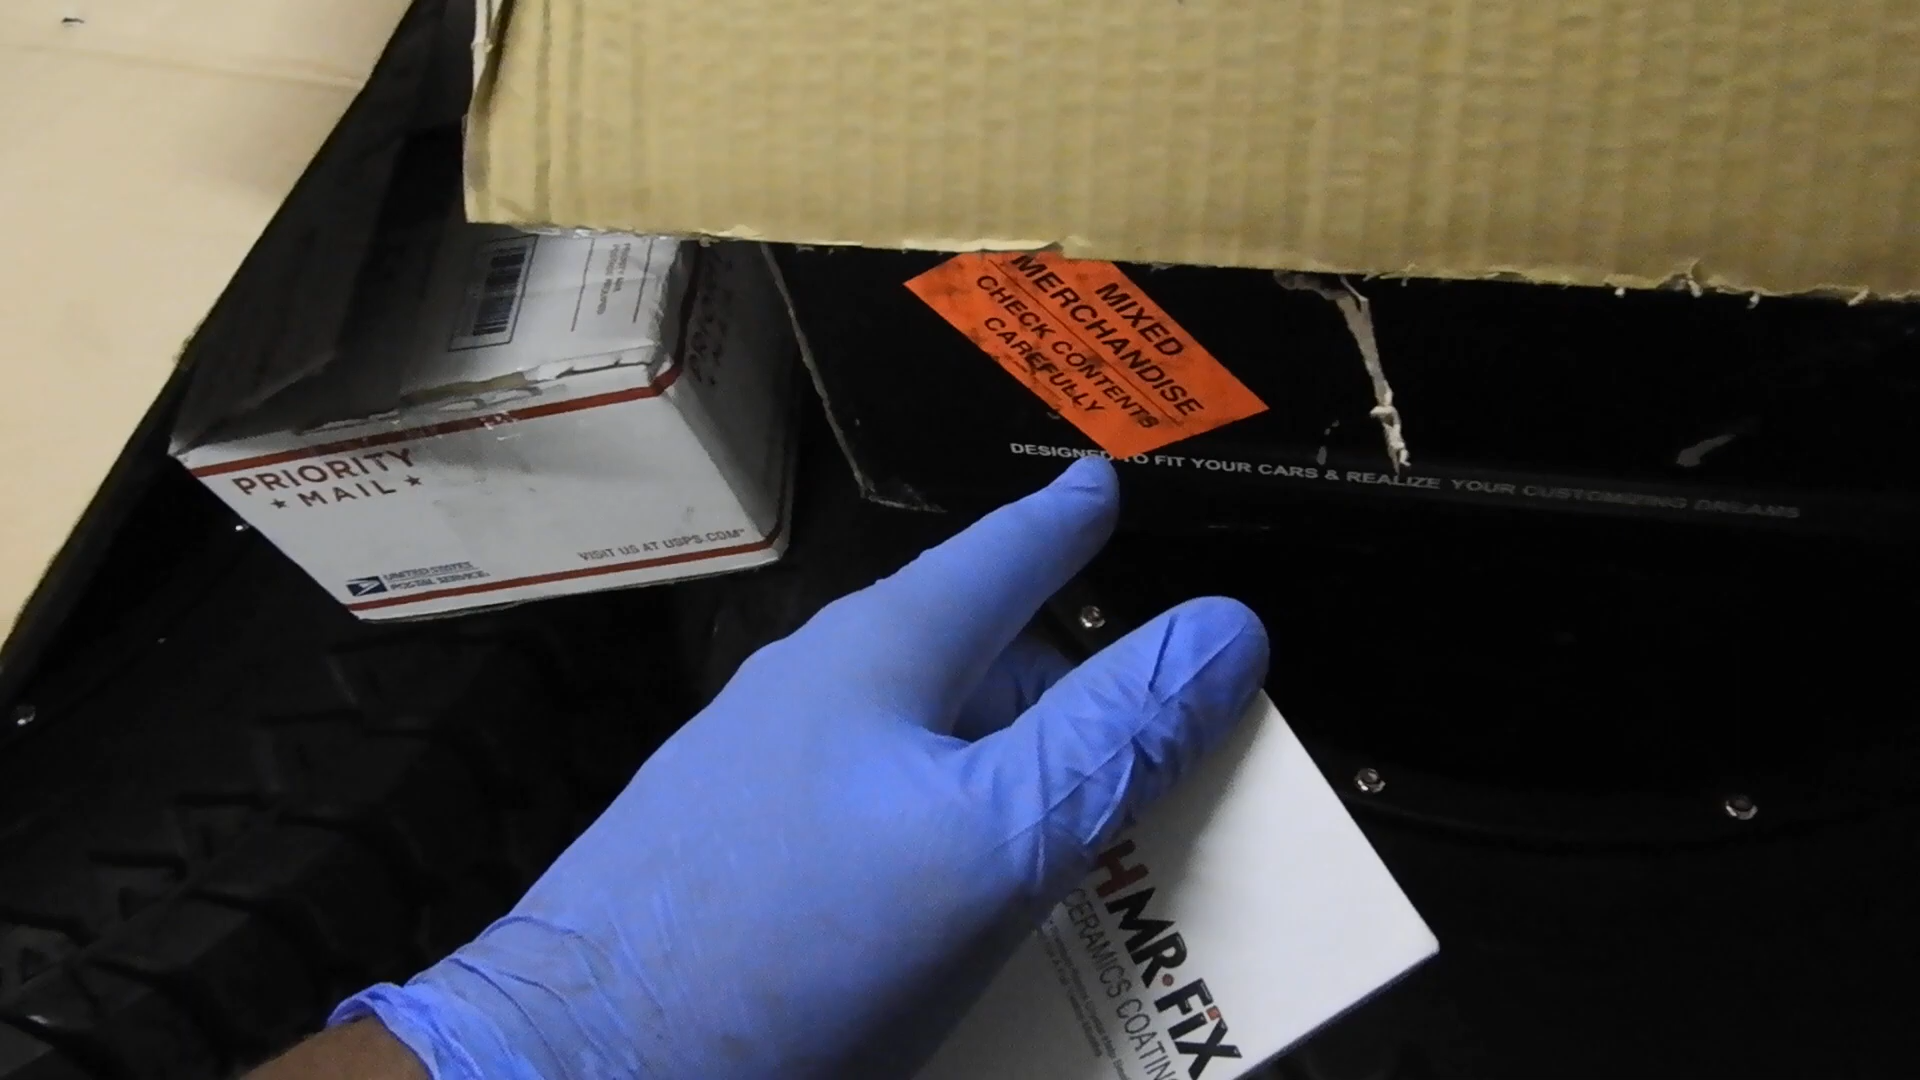 PRIORITY
★ MAIL ★
UNITED STATES
POSTAL SERVICE®
VISIT US AT USPS.COM™
MIXED
MERCHANDISE
CHECK CONTENTS
CAREFULLY
DESIGNED TO FIT YOUR CARS & REALIZE YOUR CUSTOMIZING DREAMS
HMR·FiX
CERAMICS COATING